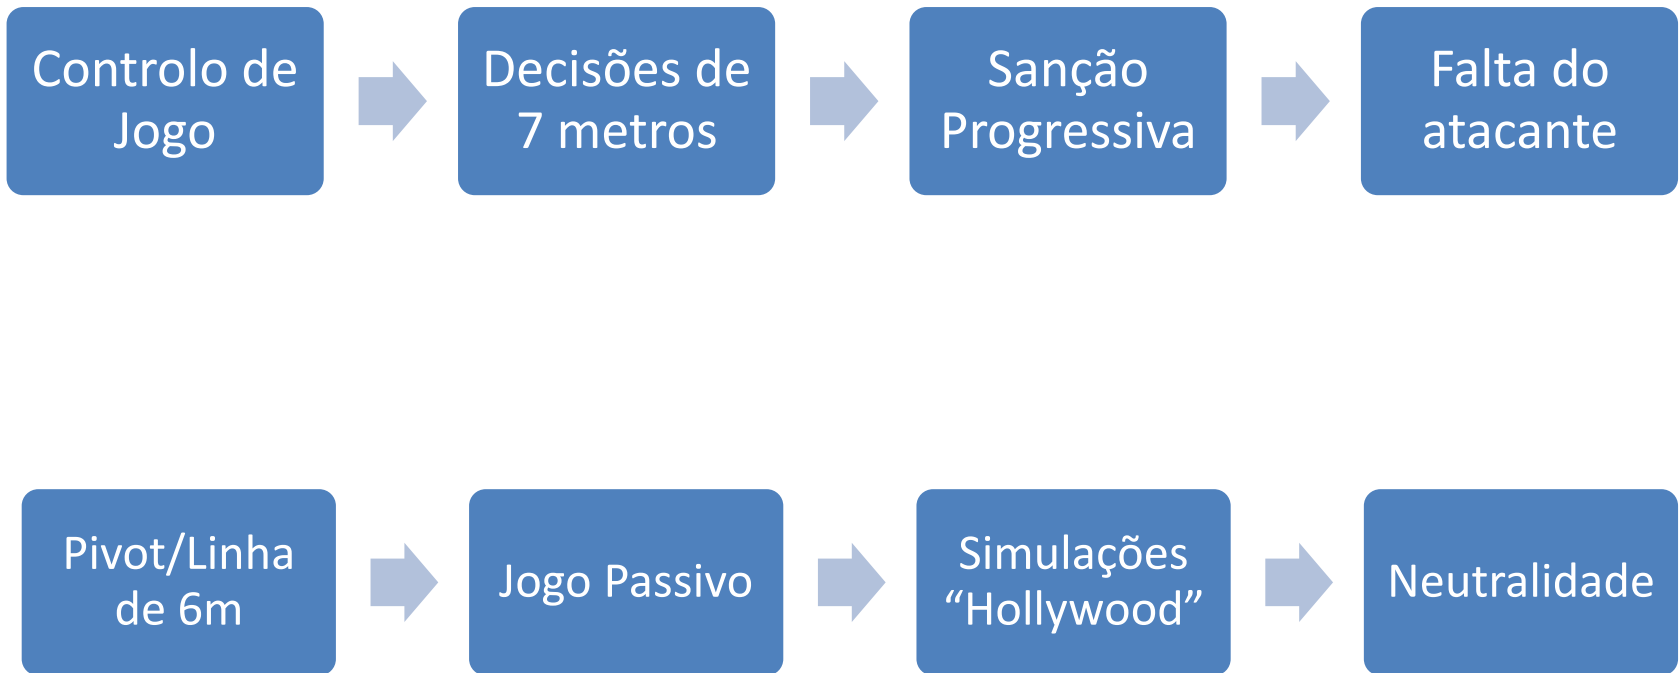 Controlo de
Jogo
Decisões de
7 metros
Sanção
Progressiva
Falta do
atacante
Pivot/Linha
de 6m
Jogo Passivo
Simulações
“Hollywood”
Neutralidade